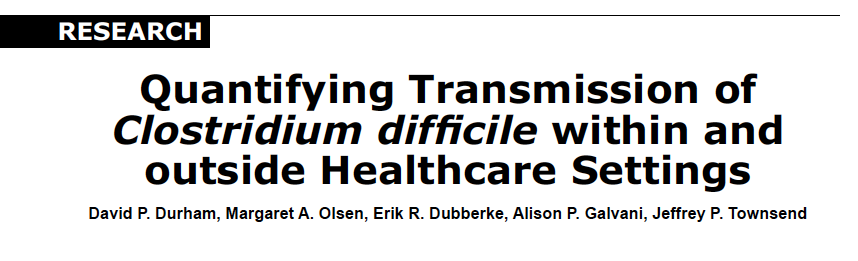 RESEARCH
Quantifying Transmission of
Clostridium difficile within and
outside Healthcare Settings
David P. Durham, Margaret A. Olsen, Erik R. Dubberke, Alison P. Galvani, Jeffrey P. Townsend